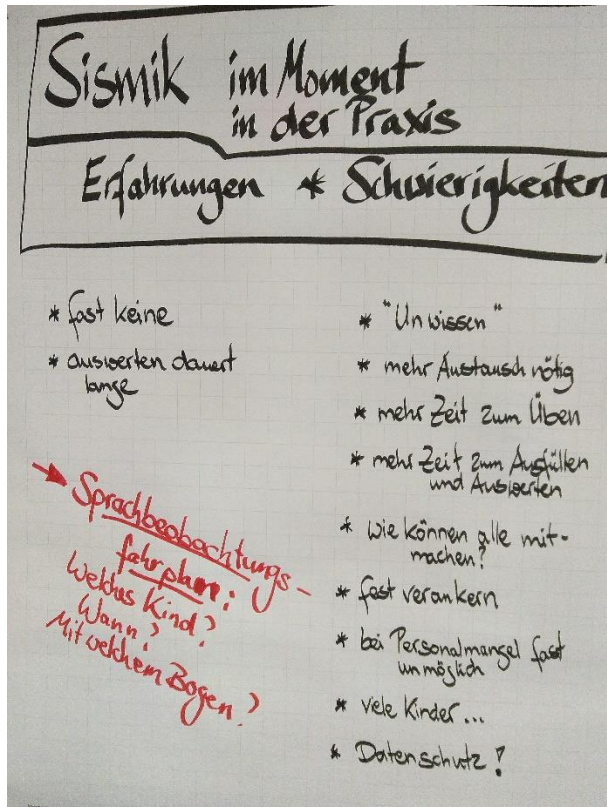 Sismik im Moment
in der Praxis
Erfahrungen * Schwierigkeiten
* fast keine
* auswerten dauert
lange
→ Sprachbeobachtungs-
fahrplan:
Welches Kind?
Wann?
Mit welchem Bogen?
* "Unwissen"
* mehr Austausch nötig
* mehr Zeit zum Üben
* mehr Zeit zum Ausfüllen
und Auswerten
* wie können alle mit-
machen?
* fest verankern
* bei Personalmangel fast
unmöglich
* viele Kinder...
* Datenschutz!